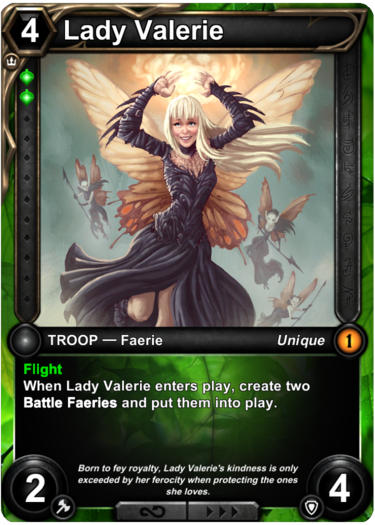 4 Lady Valerie
TROOP — Faerie Unique 1
Flight
When Lady Valerie enters play, create two
Battle Faeries and put them into play.
Born to fey royalty, Lady Valerie's kindness is only
exceeded by her ferocity when protecting the ones
she loves.
2 4